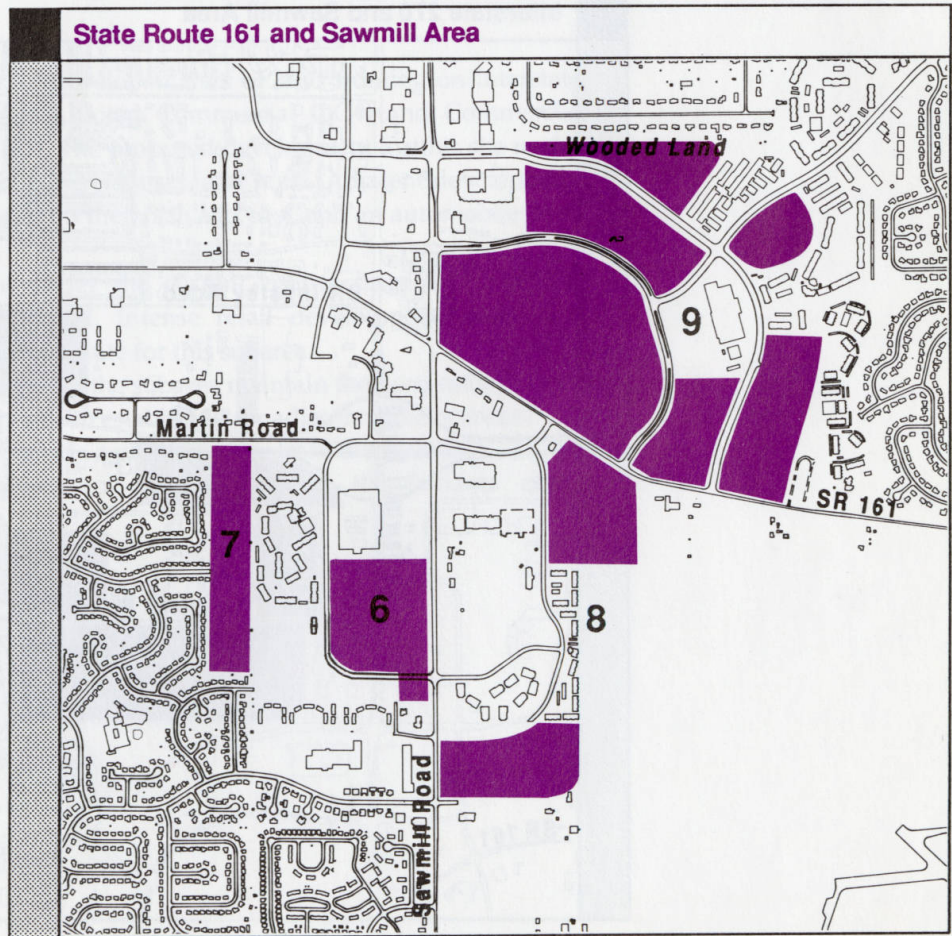 State Route 161 and Sawmill Area
Wooded Land
9
Martin Road
SR 161
7
6
8
Sawmill Road